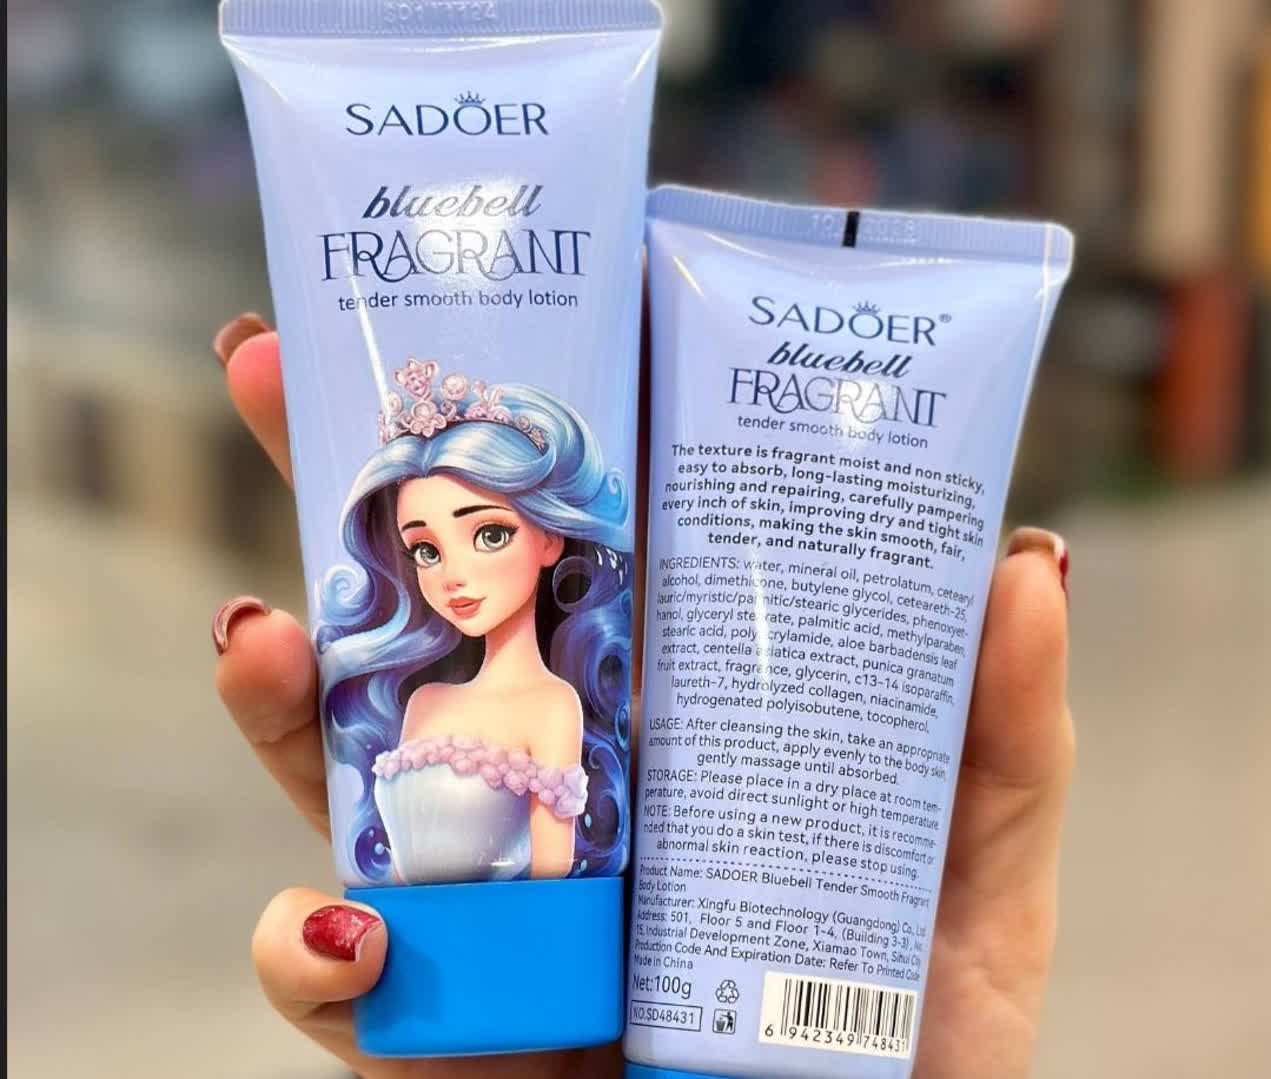 SADOER
bluebell
FRAGRANT
tender smooth body lotion
SADOER®
bluebell
FRAGRANT
tender smooth body lotion
The texture is fragrant moist and non sticky,
easy to absorb, long-lasting moisturizing,
nourishing and repairing, carefully pampering
every inch of skin, improving dry and tight skin
conditions, making the skin smooth, fair,
tender, and naturally fragrant.
INGREDIENTS: water, mineral oil, petrolatum, cetearyl
alcohol, dimethicone, butylene glycol, ceteareth-25,
lauric/myristic/palmitic/stearic glycerides, phenoxyet-
hanol, glyceryl stearate, palmitic acid, methylparaben,
stearic acid, polyacrylamide, aloe barbadensis leaf
extract, centella asiatica extract, punica granatum
fruit extract, fragrance, glycerin, c13-14 isoparaffin,
laureth-7, hydrolyzed collagen, niacinamide,
hydrogenated polyisobutene, tocopherol,
USAGE: After cleansing the skin, take an appropriate
amount of this product, apply evenly to the body skin,
gently massage until absorbed.
STORAGE: Please place in a dry place at room tem-
perature, avoid direct sunlight or high temperature.
NOTE: Before using a new product, it is recomme-
nded that you do a skin test, if there is discomfort or
abnormal skin reaction, please stop using.
Product Name: SADOER Bluebell Tender Smooth Fragrant
Body Lotion
Manufacturer: Xingfu Biotechnology (Guangdong) Co., Ltd
Address: 501, Floor 5 and Floor 1-4, (Building 3-3), No.
15, Industrial Development Zone, Xiamao Town, Sihui City
Production Code And Expiration Date: Refer To Printed Code
Made in China
Net:100g
NO.SD48431
6 942349 748431